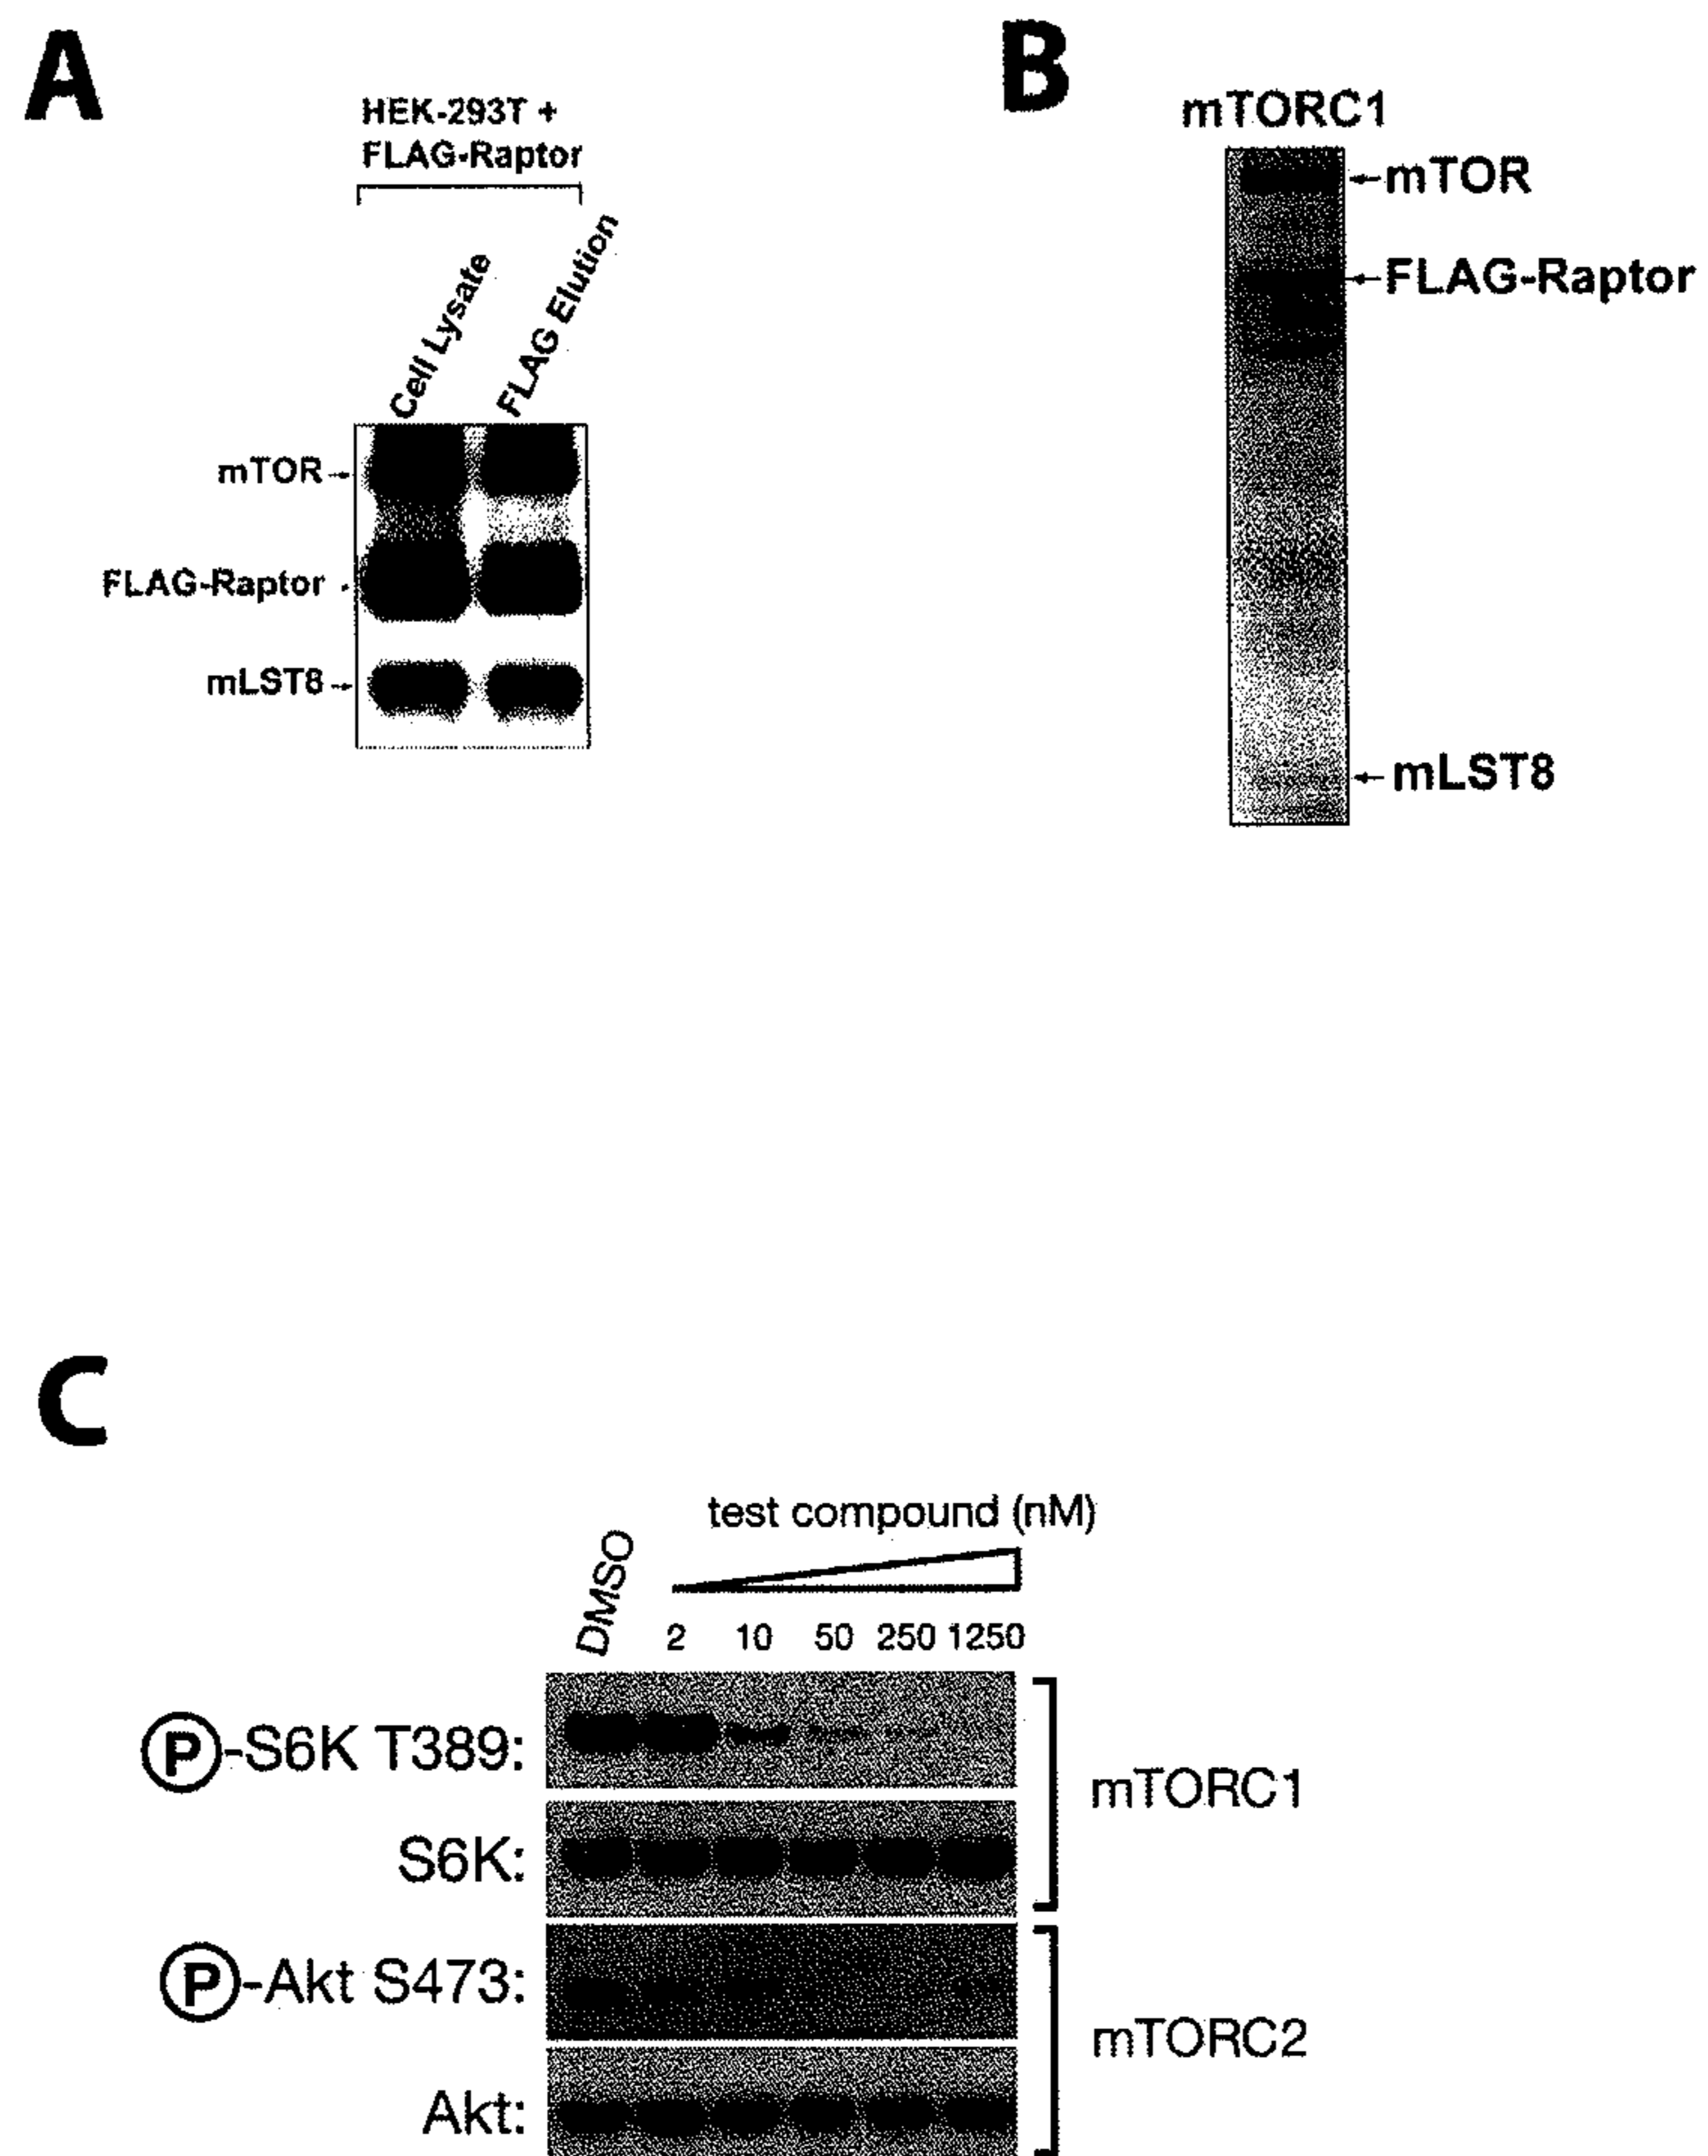 A
HEK-293T +
FLAG-Raptor
Cell Lysate
FLAG Elution
mTOR
FLAG-Raptor
mLST8
B
mTORC1
mTOR
FLAG-Raptor
mLST8
C
test compound (nM)
DMSO
2 10 50 250 1250
P-S6K T389:
S6K:
mTORC1
P-Akt S473:
Akt:
mTORC2